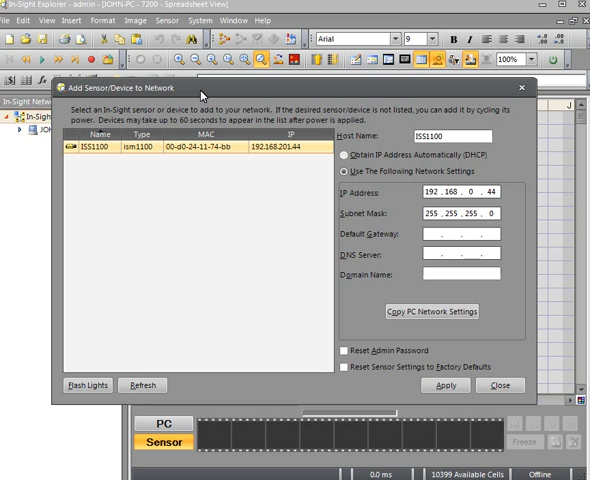 In-Sight Explorer - admin - [JOHN-PC - 7200 - Spreadsheet View]
File Edit View Insert Format Image Sensor System Window Help
Arial 9 B I 100%
In-Sight Netw
In-Sigh
JOH
J
Add Sensor/Device to Network
Select an In-Sight sensor or device to add to your network. If the desired sensor/device is not listed, you can add it by cycling its
power. Devices may take up to 60 seconds to appear in the list after power is applied.
Name Type MAC IP
ISS1100 ism1100 00-d0-24-11-74-bb 192.168.201.44
Host Name: ISS1100
Obtain IP Address Automatically (DHCP)
Use The Following Network Settings
IP Address: 192 . 168 . 0 . 44
Subnet Mask: 255 . 255 . 255 . 0
Default Gateway: . . .
DNS Server: . . .
Domain Name:
Copy PC Network Settings
Reset Admin Password
Reset Sensor Settings to Factory Defaults
Flash Lights Refresh Apply Close
PC
Sensor
Freeze
0.0 ms 10399 Available Cells Offline